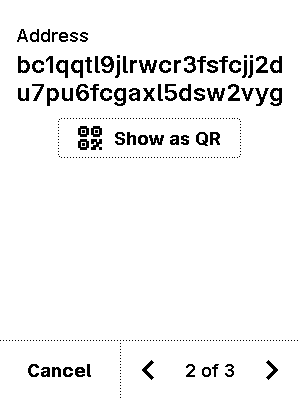 Address
bc1qqtl9jlrwcr3fsfcjj2d
u7pu6fcgaxl5dsw2vyg
Show as QR
Cancel
2 of 3